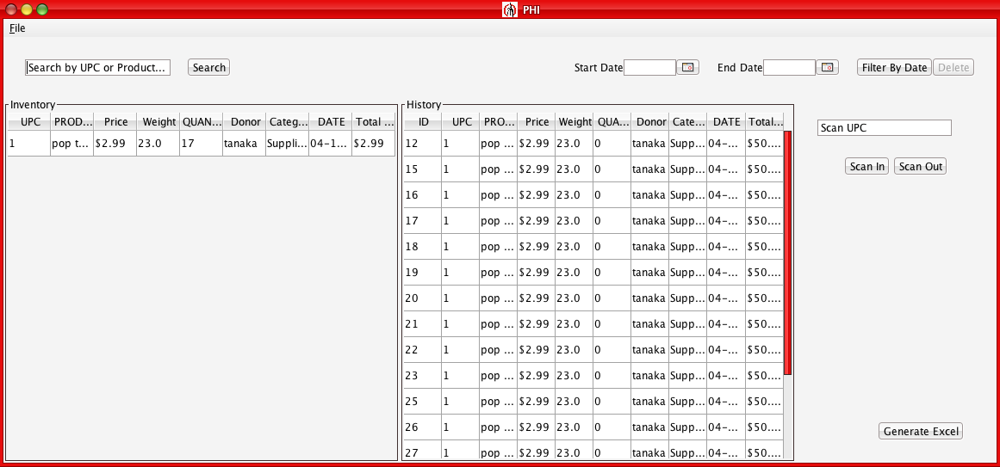 PHI
File
Search by UPC or Product... Search Start Date End Date Filter By Date Delete
Inventory
UPC PROD... Price Weight QUAN... Donor Categ... DATE Total ...
1 pop t... $2.99 23.0 17 tanaka Suppli... 04-1... $2.99
History
ID UPC PRO... Price Weight QUA... Donor Cate... DATE Total...
12 1 pop ... $2.99 23.0 0 tanaka Supp... 04-... $50....
15 1 pop ... $2.99 23.0 0 tanaka Supp... 04-... $50....
16 1 pop ... $2.99 23.0 0 tanaka Supp... 04-... $50....
17 1 pop ... $2.99 23.0 0 tanaka Supp... 04-... $50....
18 1 pop ... $2.99 23.0 0 tanaka Supp... 04-... $50....
19 1 pop ... $2.99 23.0 0 tanaka Supp... 04-... $50....
20 1 pop ... $2.99 23.0 0 tanaka Supp... 04-... $50....
21 1 pop ... $2.99 23.0 0 tanaka Supp... 04-... $50....
22 1 pop ... $2.99 23.0 0 tanaka Supp... 04-... $50....
23 1 pop ... $2.99 23.0 0 tanaka Supp... 04-... $50....
25 1 pop ... $2.99 23.0 0 tanaka Supp... 04-... $50....
26 1 pop ... $2.99 23.0 0 tanaka Supp... 04-... $50....
27 1 pop ... $2.99 23.0 0 tanaka Supp... 04-... $50....
Scan UPC
Scan In Scan Out
Generate Excel